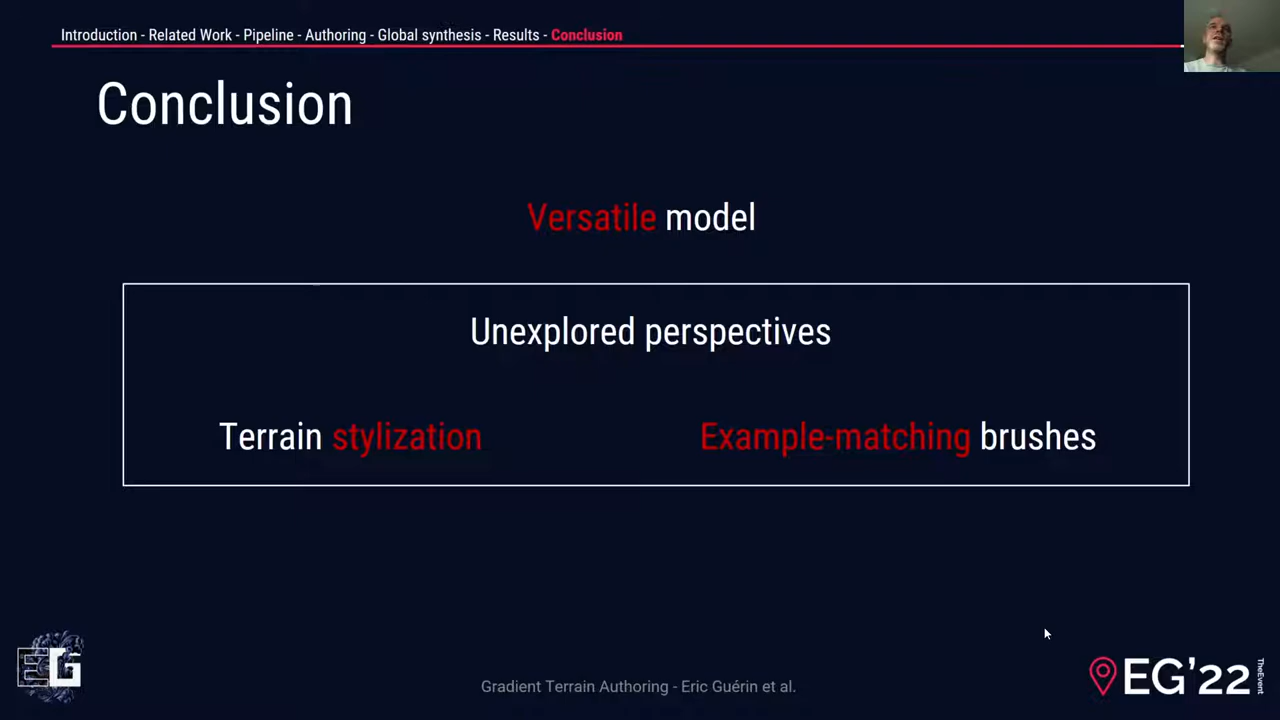 Introduction - Related Work - Pipeline - Authoring - Global synthesis - Results - Conclusion
Conclusion
Versatile model
Unexplored perspectives
Terrain stylization
Example-matching brushes
EG
Gradient Terrain Authoring - Eric Guérin et al.
EG'22
TheEvent